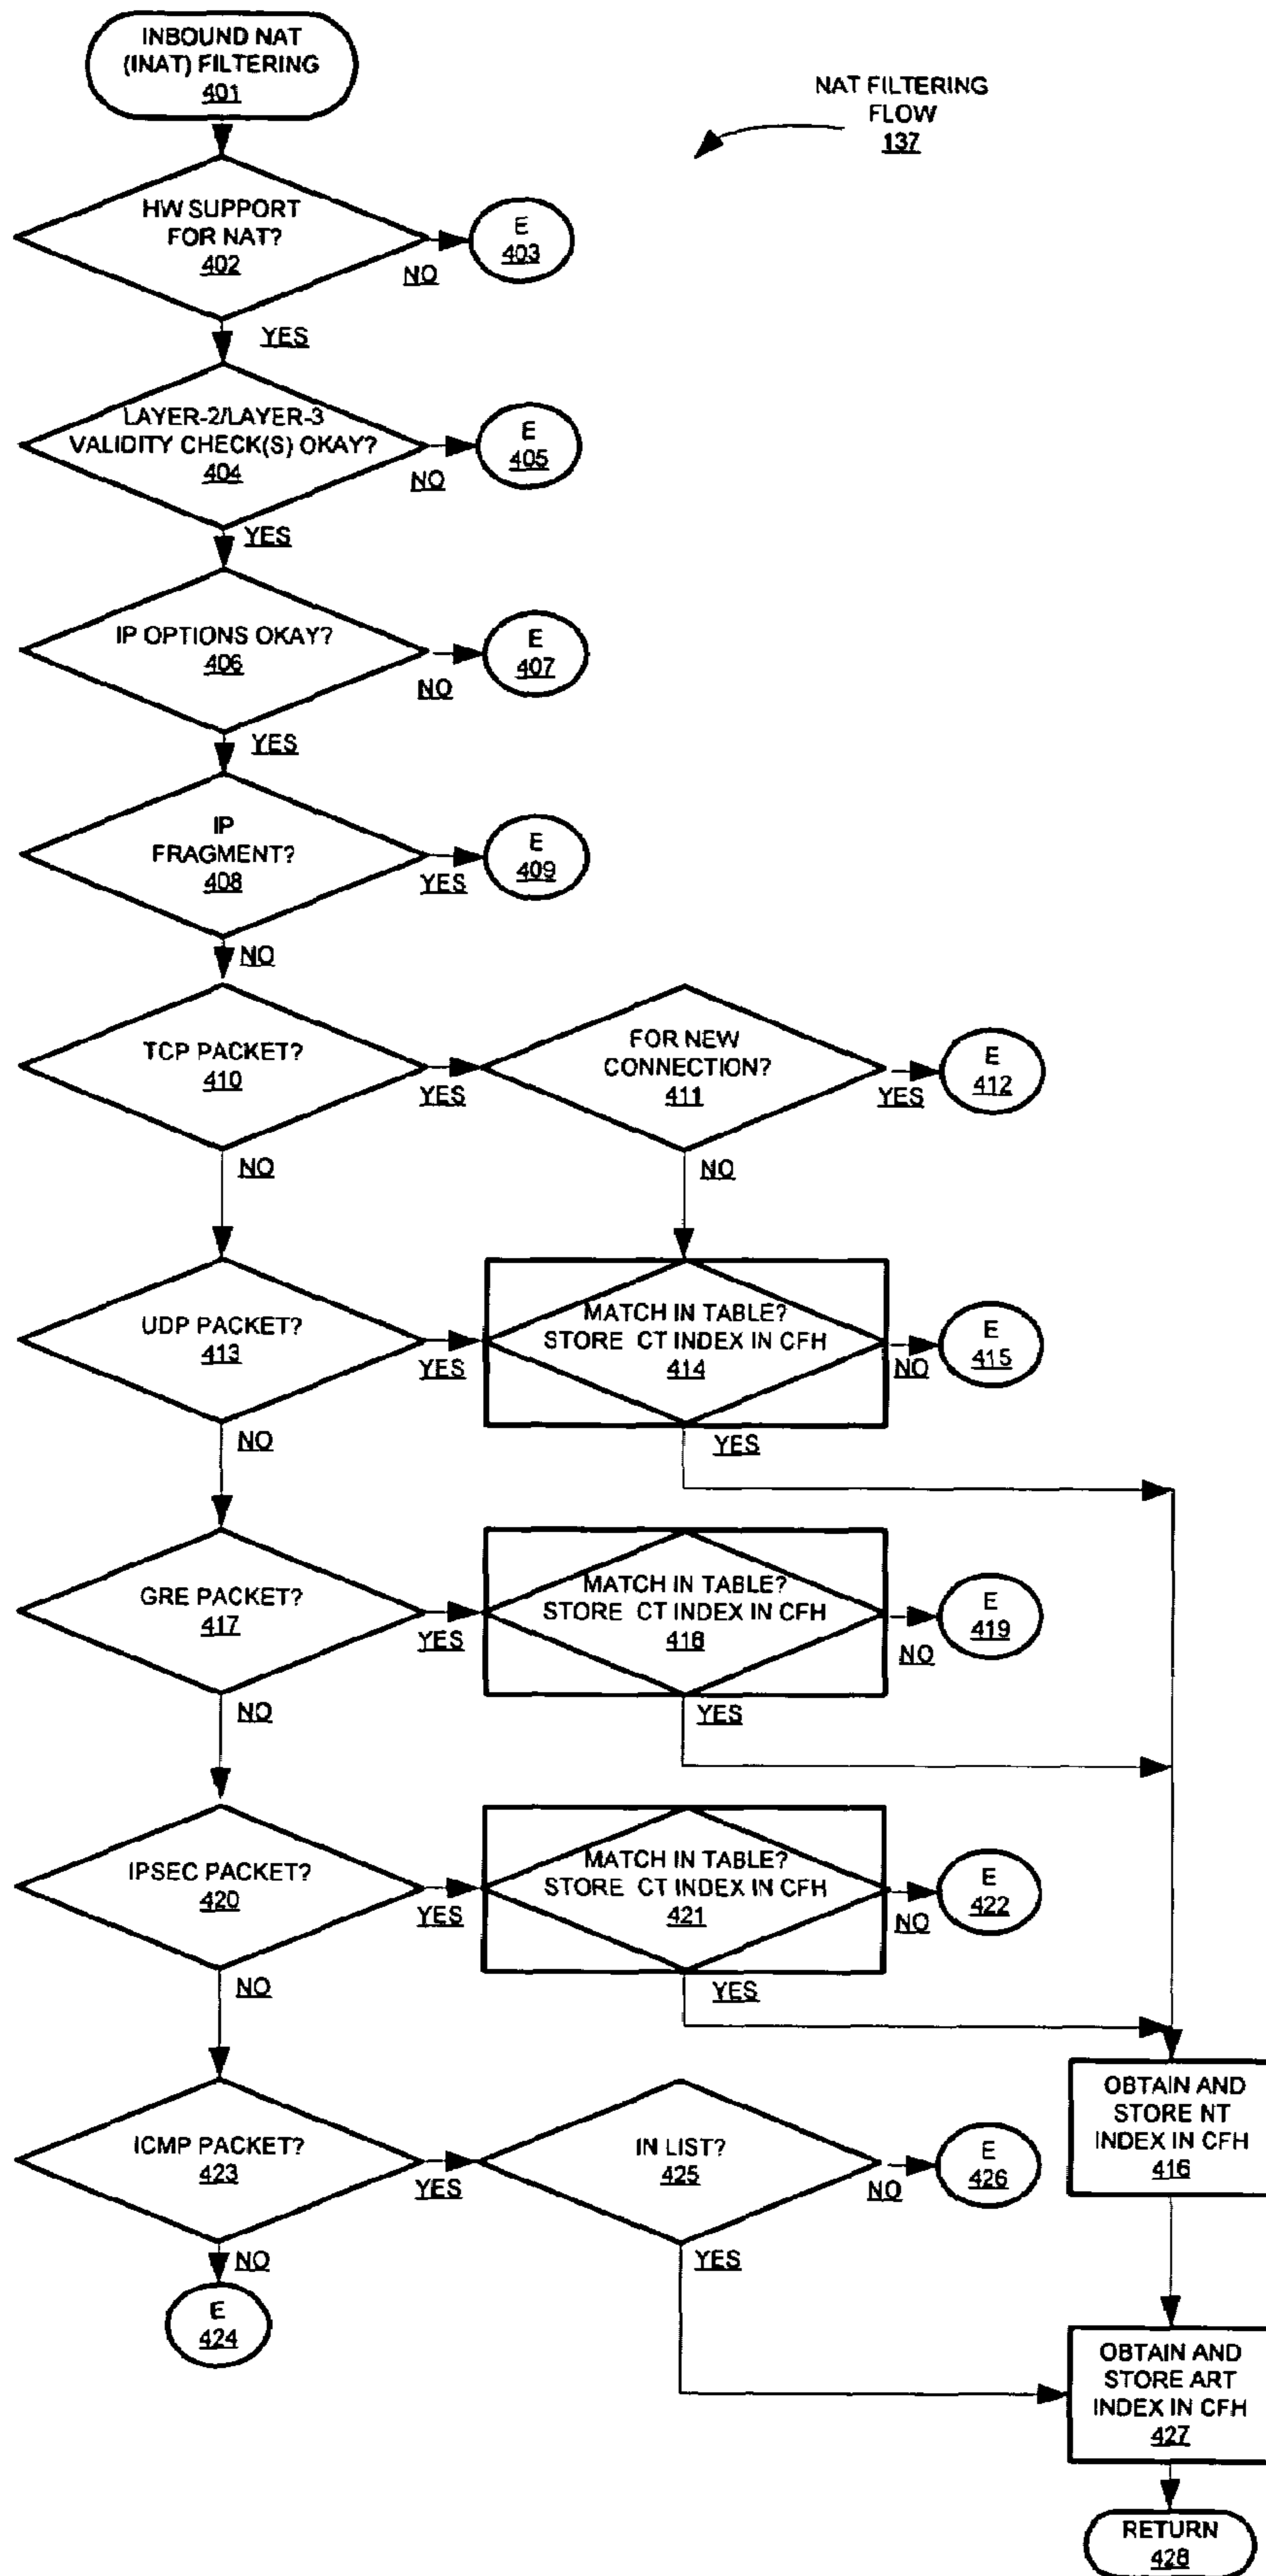 INBOUND NAT
(INAT) FILTERING
401
NAT FILTERING
FLOW
137
HW SUPPORT
FOR NAT?
402
NO
E
403
YES
LAYER-2/LAYER-3
VALIDITY CHECK(S) OKAY?
404
NO
E
405
YES
IP OPTIONS OKAY?
406
NO
E
407
YES
IP
FRAGMENT?
408
YES
E
409
NO
TCP PACKET?
410
YES
FOR NEW
CONNECTION?
411
YES
E
412
NO
NO
UDP PACKET?
413
YES
MATCH IN TABLE?
STORE CT INDEX IN CFH
414
NO
E
415
NO
YES
GRE PACKET?
417
YES
MATCH IN TABLE?
STORE CT INDEX IN CFH
418
NO
E
419
NO
YES
IPSEC PACKET?
420
YES
MATCH IN TABLE?
STORE CT INDEX IN CFH
421
NO
E
422
NO
YES
OBTAIN AND
STORE NT
INDEX IN CFH
416
ICMP PACKET?
423
YES
IN LIST?
425
NO
E
426
NO
YES
E
424
OBTAIN AND
STORE ART
INDEX IN CFH
427
RETURN
428